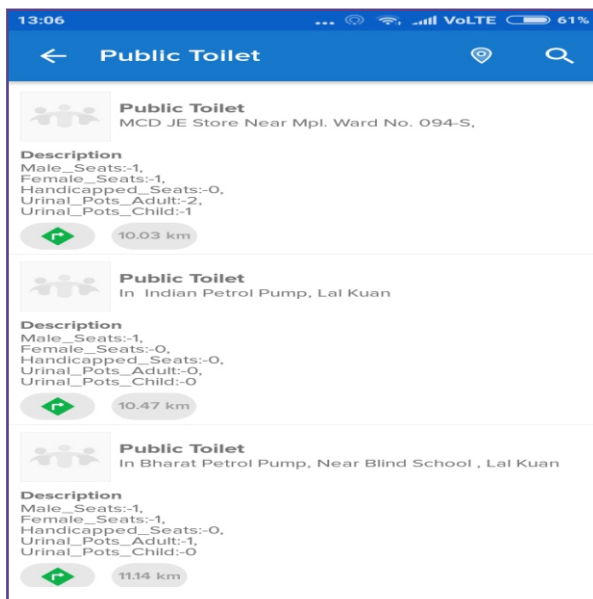 13:06 ... VoLTE 61%
Public Toilet
Public Toilet
MCD JE Store Near Mpl. Ward No. 094-S,
Description
Male_Seats:-1,
Female_Seats:-1,
Handicapped_Seats:-0,
Urinal_Pots_Adult:-2,
Urinal_Pots_Child:-1
10.03 km
Public Toilet
In Indian Petrol Pump, Lal Kuan
Description
Male_Seats:-1,
Female_Seats:-0,
Handicapped_Seats:-0,
Urinal_Pots_Adult:-0,
Urinal_Pots_Child:-0
10.47 km
Public Toilet
In Bharat Petrol Pump, Near Blind School , Lal Kuan
Description
Male_Seats:-1,
Female_Seats:-1,
Handicapped_Seats:-0,
Urinal_Pots_Adult:-1,
Urinal_Pots_Child:-0
11.14 km